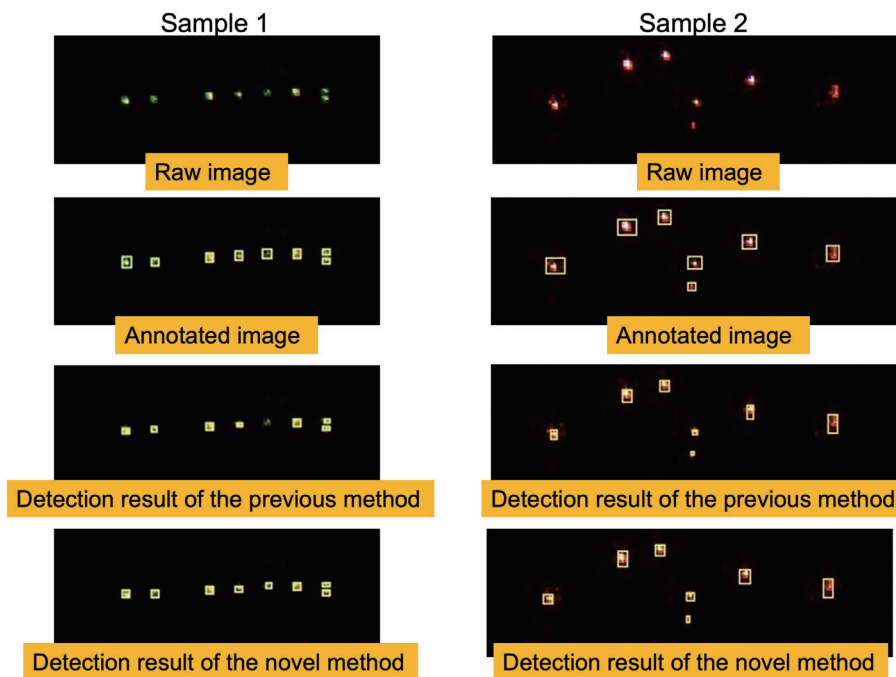 Sample 1
Sample 2
Raw image
Raw image
Annotated image
Annotated image
Detection result of the previous method
Detection result of the previous method
Detection result of the novel method
Detection result of the novel method